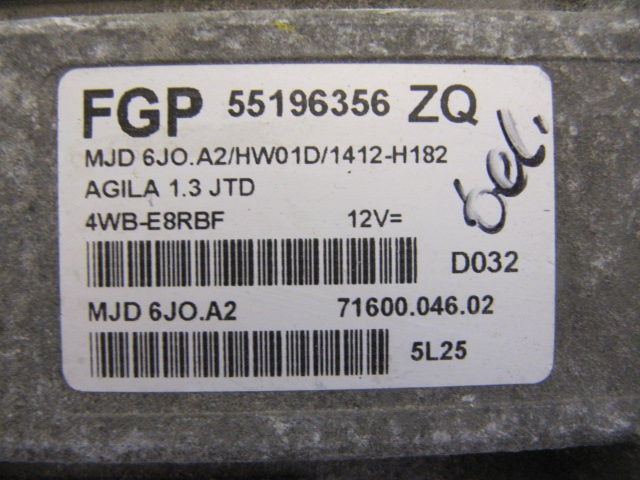 FGP 55196356 ZQ
MJD 6JO.A2/HW01D/1412-H182
AGILA 1.3 JTD
4WB-E8RBF 12V=
D032
MJD 6JO.A2 71600.046.02
5L25